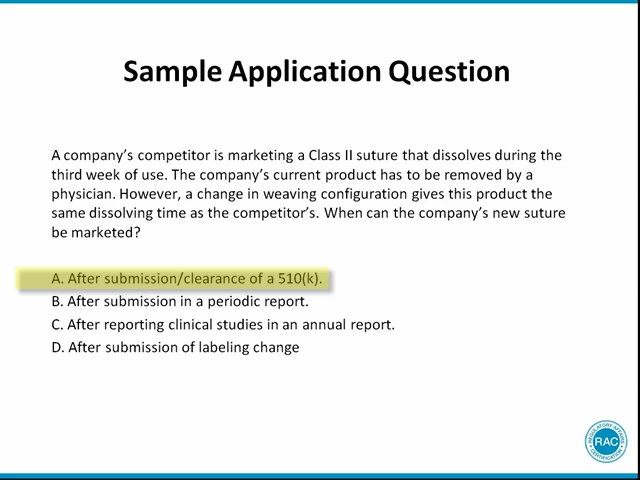 Sample Application Question
A company's competitor is marketing a Class II suture that dissolves during the
third week of use. The company's current product has to be removed by a
physician. However, a change in weaving configuration gives this product the
same dissolving time as the competitor's. When can the company's new suture
be marketed?
A. After submission/clearance of a 510(k).
B. After submission in a periodic report.
C. After reporting clinical studies in an annual report.
D. After submission of labeling change
REGULATORY AFFAIRS
RAC
CERTIFICATION